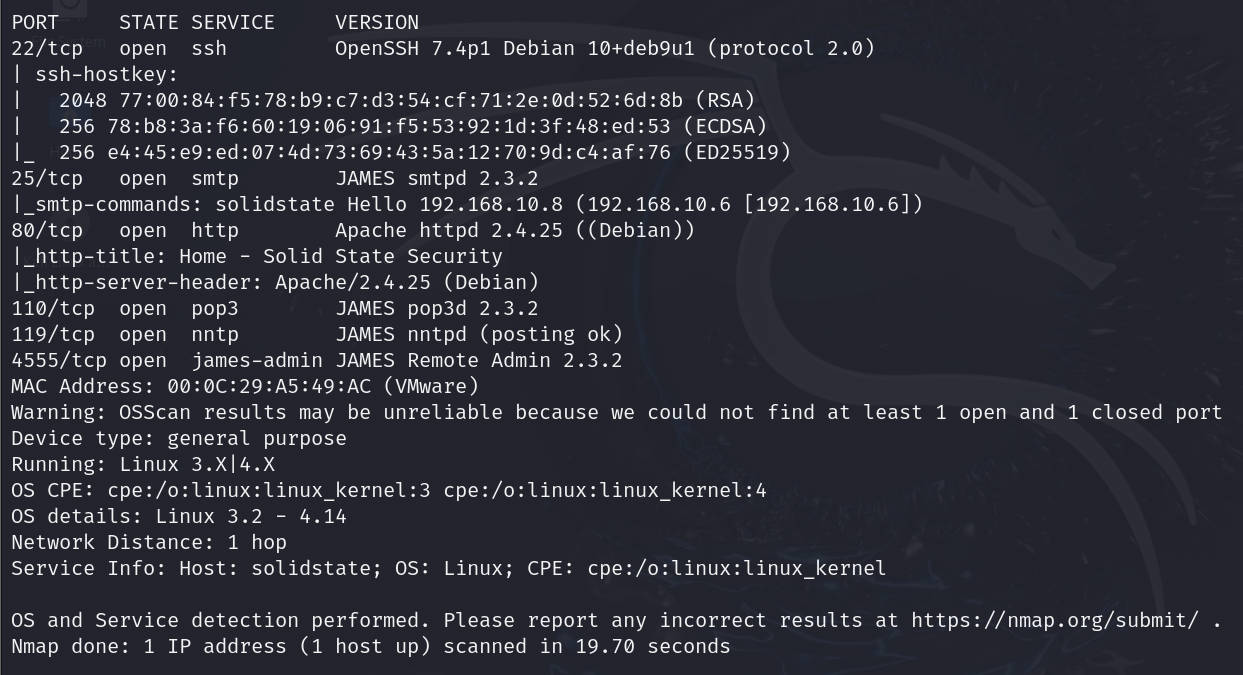 PORT     STATE SERVICE     VERSION
22/tcp   open  ssh         OpenSSH 7.4p1 Debian 10+deb9u1 (protocol 2.0)
| ssh-hostkey:
|   2048 77:00:84:f5:78:b9:c7:d3:54:cf:71:2e:0d:52:6d:8b (RSA)
|   256 78:b8:3a:f6:60:19:06:91:f5:53:92:1d:3f:48:ed:53 (ECDSA)
|_  256 e4:45:e9:ed:07:4d:73:69:43:5a:12:70:9d:c4:af:76 (ED25519)
25/tcp   open  smtp        JAMES smtpd 2.3.2
|_smtp-commands: solidstate Hello 192.168.10.8 (192.168.10.6 [192.168.10.6])
80/tcp   open  http        Apache httpd 2.4.25 ((Debian))
|_http-title: Home - Solid State Security
|_http-server-header: Apache/2.4.25 (Debian)
110/tcp  open  pop3        JAMES pop3d 2.3.2
119/tcp  open  nntp        JAMES nntpd (posting ok)
4555/tcp open  james-admin JAMES Remote Admin 2.3.2
MAC Address: 00:0C:29:A5:49:AC (VMware)
Warning: OSScan results may be unreliable because we could not find at least 1 open and 1 closed port
Device type: general purpose
Running: Linux 3.X|4.X
OS CPE: cpe:/o:linux:linux_kernel:3 cpe:/o:linux:linux_kernel:4
OS details: Linux 3.2 - 4.14
Network Distance: 1 hop
Service Info: Host: solidstate; OS: Linux; CPE: cpe:/o:linux:linux_kernel

OS and Service detection performed. Please report any incorrect results at https://nmap.org/submit/ .
Nmap done: 1 IP address (1 host up) scanned in 19.70 seconds